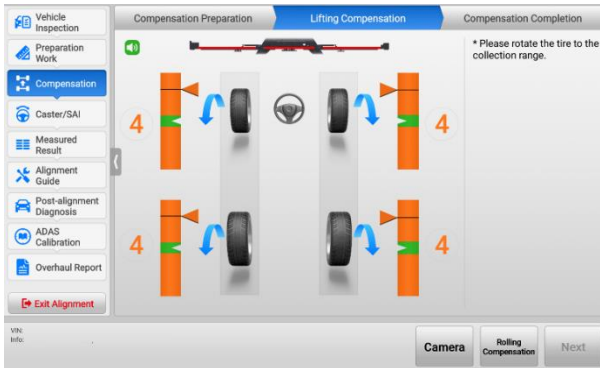 Vehicle
Inspection
Preparation
Work
Compensation
Caster/SAI
Measured
Result
Alignment
Guide
Post-alignment
Diagnosis
ADAS
Calibration
Overhaul Report
Exit Alignment
Compensation Preparation
Lifting Compensation
Compensation Completion
* Please rotate the tire to the
collection range.
4
4
4
4
VIN:
Info:
Camera
Rolling
Compensation
Next